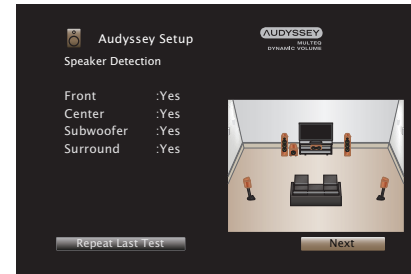 Audyssey Setup
AUDYSSEY
MULTEQ
DYNAMIC VOLUME
Speaker Detection
Front :Yes
Center :Yes
Subwoofer :Yes
Surround :Yes
Repeat Last Test
Next